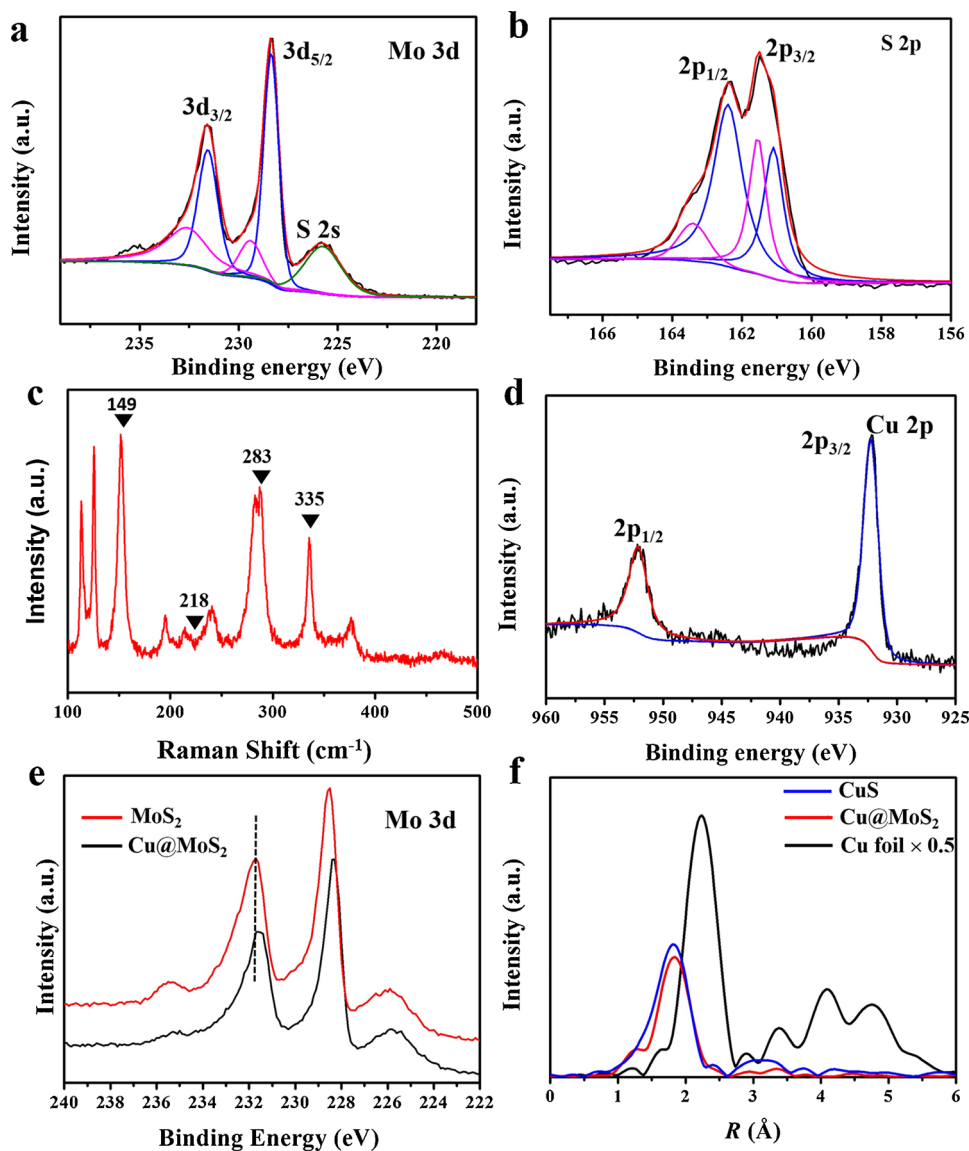 a
Mo 3d
3d5/2
3d3/2
S 2s
Intensity (a.u.)
235 230 225 220
Binding energy (eV)
b
S 2p
2p3/2
2p1/2
Intensity (a.u.)
166 164 162 160 158 156
Binding energy (eV)
c
149
283
335
218
Intensity (a.u.)
100 200 300 400 500
Raman Shift (cm-1)
d
Cu 2p
2p3/2
2p1/2
Intensity (a.u.)
960 955 950 945 940 935 930 925
Binding energy (eV)
e
MoS2
Cu@MoS2
Mo 3d
Intensity (a.u.)
240 238 236 234 232 230 228 226 224 222
Binding Energy (eV)
f
CuS
Cu@MoS2
Cu foil × 0.5
Intensity (a.u.)
0 1 2 3 4 5 6
R (Å)